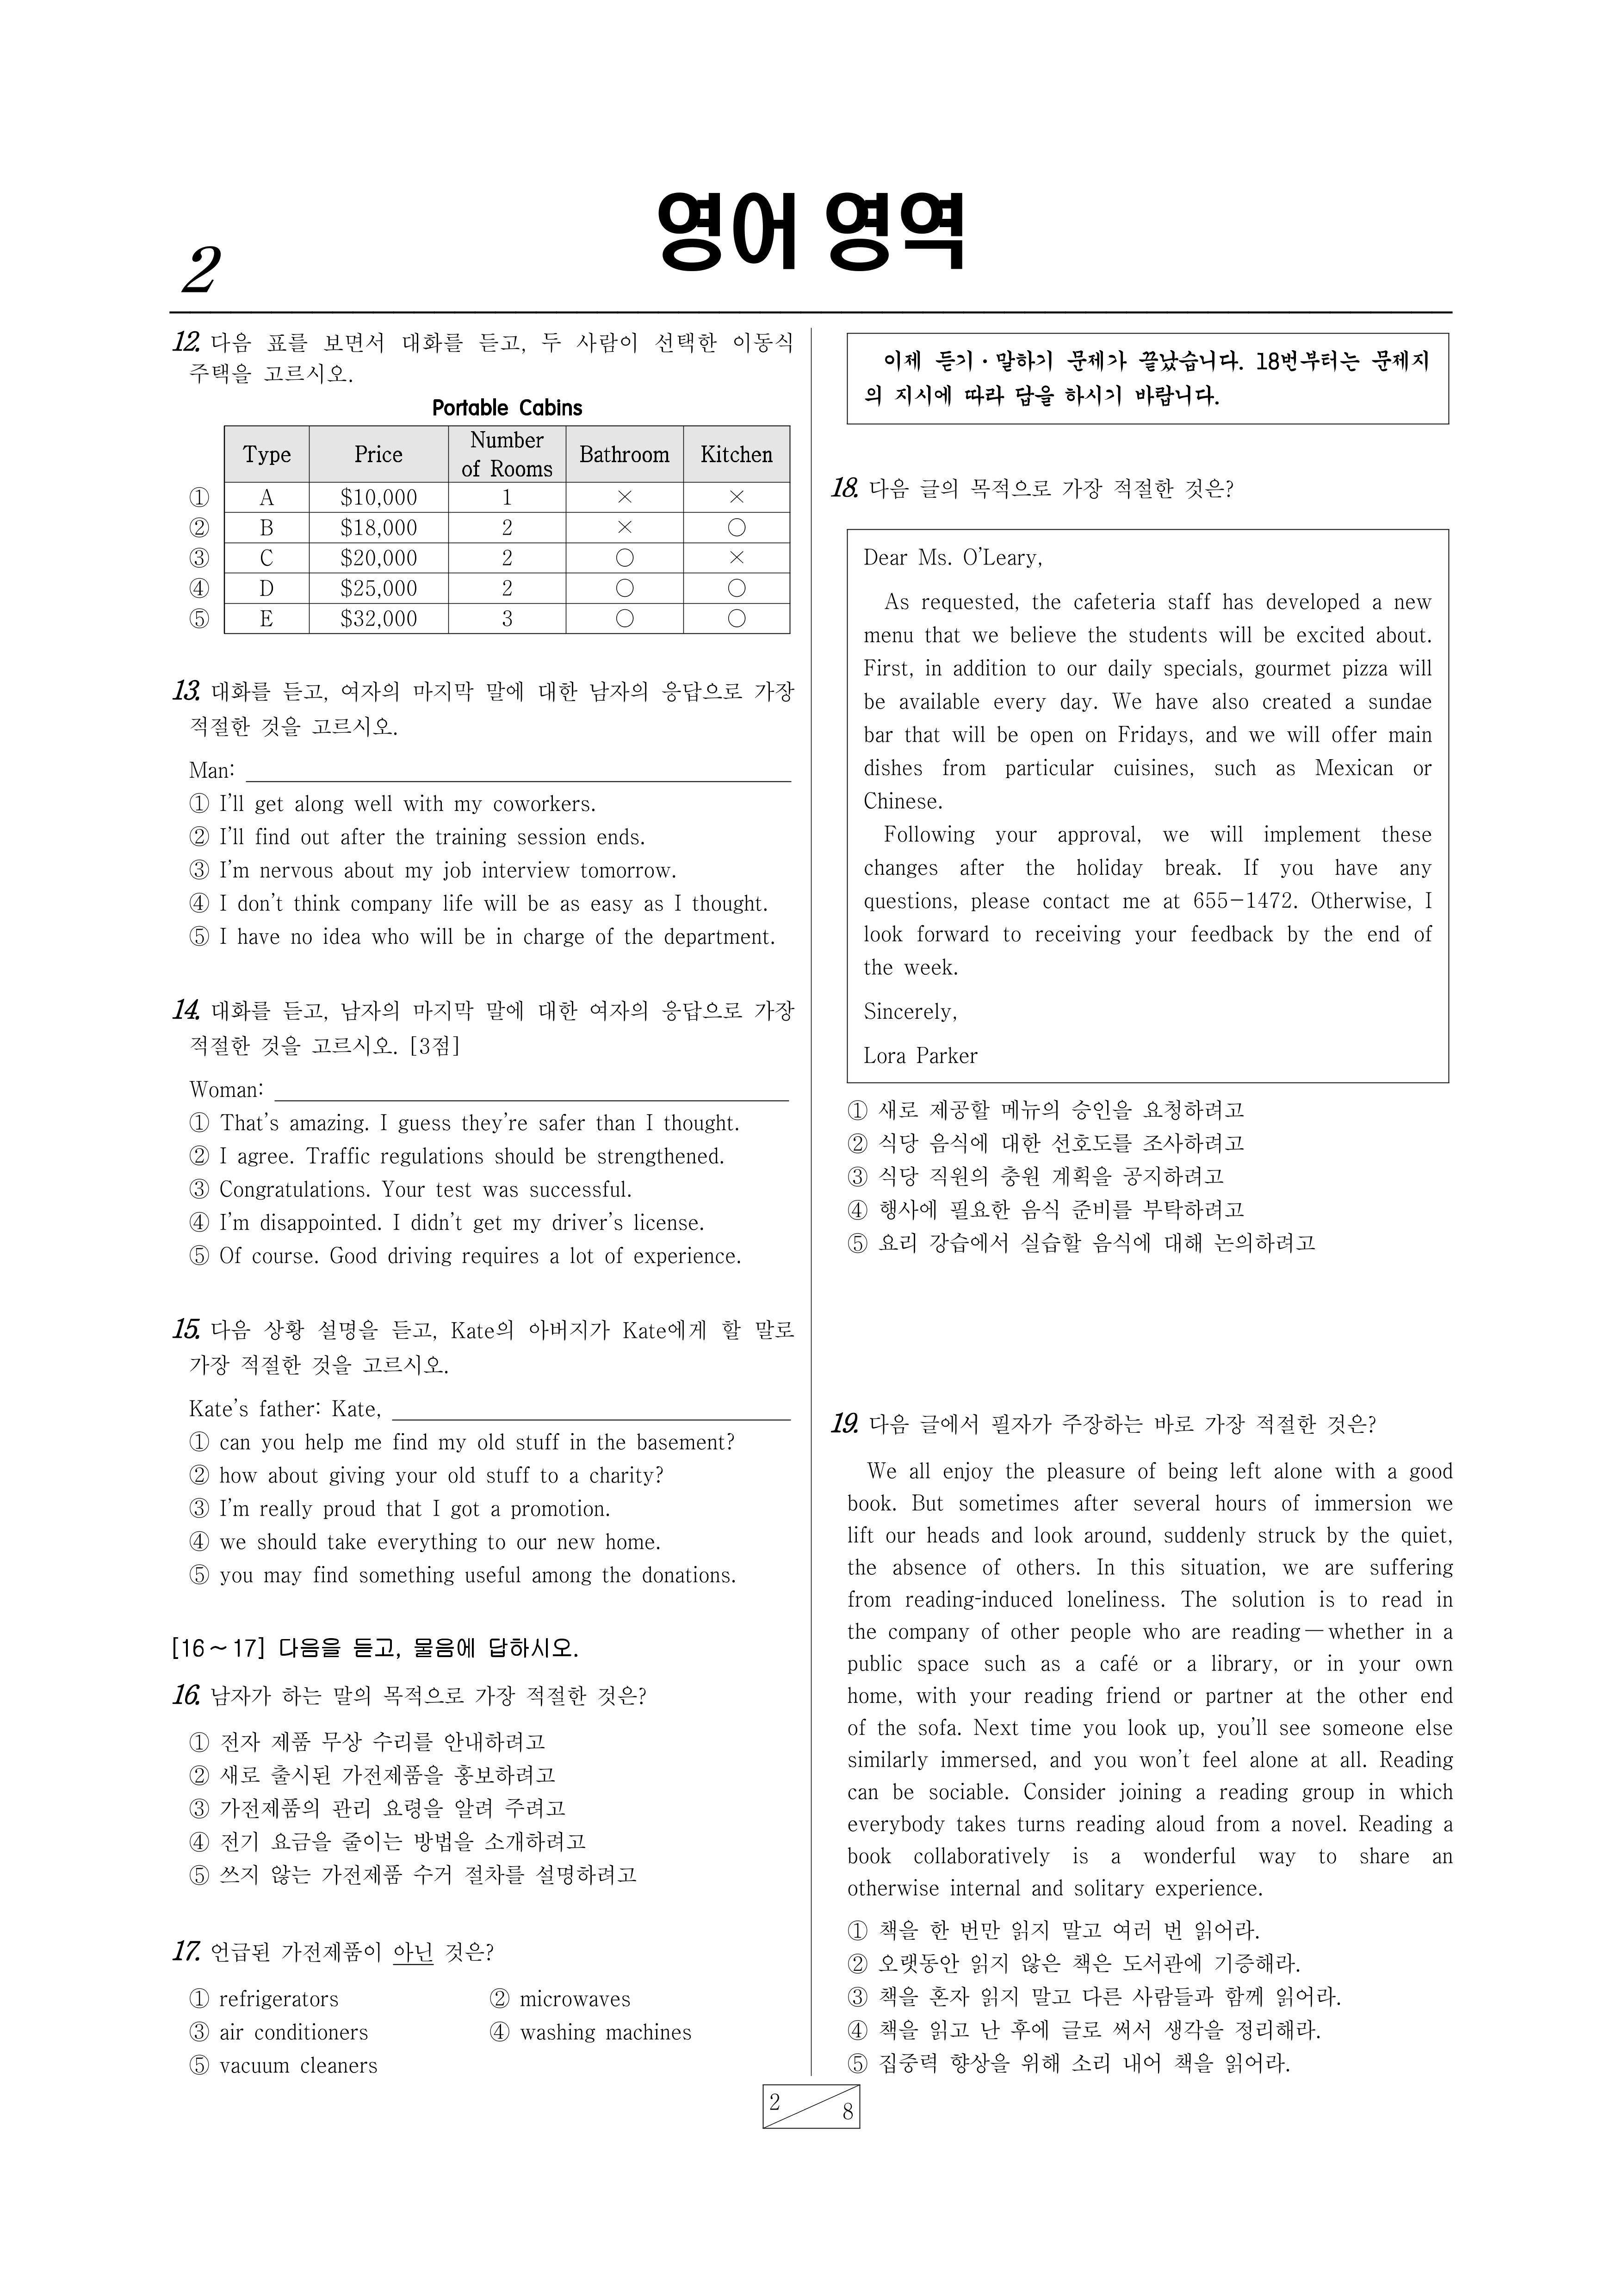 영어 영역
2
12. 다음 표를 보면서 대화를 듣고, 두 사람이 선택한 이동식
주택을 고르시오.
Portable Cabins
Type Price Number of Rooms Bathroom Kitchen
① A $10,000 1 × ×
② B $18,000 2 × ○
③ C $20,000 2 ○ ×
④ D $25,000 2 ○ ○
⑤ E $32,000 3 ○ ○
13. 대화를 듣고, 여자의 마지막 말에 대한 남자의 응답으로 가장
적절한 것을 고르시오.
Man:
① I'll get along well with my coworkers.
② I'll find out after the training session ends.
③ I'm nervous about my job interview tomorrow.
④ I don't think company life will be as easy as I thought.
⑤ I have no idea who will be in charge of the department.
14. 대화를 듣고, 남자의 마지막 말에 대한 여자의 응답으로 가장
적절한 것을 고르시오. [3점]
Woman:
① That's amazing. I guess they're safer than I thought.
② I agree. Traffic regulations should be strengthened.
③ Congratulations. Your test was successful.
④ I'm disappointed. I didn't get my driver's license.
⑤ Of course. Good driving requires a lot of experience.
15. 다음 상황 설명을 듣고, Kate의 아버지가 Kate에게 할 말로
가장 적절한 것을 고르시오.
Kate's father: Kate,
① can you help me find my old stuff in the basement?
② how about giving your old stuff to a charity?
③ I'm really proud that I got a promotion.
④ we should take everything to our new home.
⑤ you may find something useful among the donations.
[16~17] 다음을 듣고, 물음에 답하시오.
16. 남자가 하는 말의 목적으로 가장 적절한 것은?
① 전자 제품 무상 수리를 안내하려고
② 새로 출시된 가전제품을 홍보하려고
③ 가전제품의 관리 요령을 알려 주려고
④ 전기 요금을 줄이는 방법을 소개하려고
⑤ 쓰지 않는 가전제품 수거 절차를 설명하려고
17. 언급된 가전제품이 아닌 것은?
① refrigerators ② microwaves
③ air conditioners ④ washing machines
⑤ vacuum cleaners
이제 듣기·말하기 문제가 끝났습니다. 18번부터는 문제지
의 지시에 따라 답을 하시기 바랍니다.
18. 다음 글의 목적으로 가장 적절한 것은?
Dear Ms. O'Leary,
As requested, the cafeteria staff has developed a new
menu that we believe the students will be excited about.
First, in addition to our daily specials, gourmet pizza will
be available every day. We have also created a sundae
bar that will be open on Fridays, and we will offer main
dishes from particular cuisines, such as Mexican or
Chinese.
Following your approval, we will implement these
changes after the holiday break. If you have any
questions, please contact me at 655-1472. Otherwise, I
look forward to receiving your feedback by the end of
the week.
Sincerely,
Lora Parker
① 새로 제공할 메뉴의 승인을 요청하려고
② 식당 음식에 대한 선호도를 조사하려고
③ 식당 직원의 충원 계획을 공지하려고
④ 행사에 필요한 음식 준비를 부탁하려고
⑤ 요리 강습에서 실습할 음식에 대해 논의하려고
19. 다음 글에서 필자가 주장하는 바로 가장 적절한 것은?
We all enjoy the pleasure of being left alone with a good
book. But sometimes after several hours of immersion we
lift our heads and look around, suddenly struck by the quiet,
the absence of others. In this situation, we are suffering
from reading-induced loneliness. The solution is to read in
the company of other people who are reading — whether in a
public space such as a café or a library, or in your own
home, with your reading friend or partner at the other end
of the sofa. Next time you look up, you'll see someone else
similarly immersed, and you won't feel alone at all. Reading
can be sociable. Consider joining a reading group in which
everybody takes turns reading aloud from a novel. Reading a
book collaboratively is a wonderful way to share an
otherwise internal and solitary experience.
① 책을 한 번만 읽지 말고 여러 번 읽어라.
② 오랫동안 읽지 않은 책은 도서관에 기증해라.
③ 책을 혼자 읽지 말고 다른 사람들과 함께 읽어라.
④ 책을 읽고 난 후에 글로 써서 생각을 정리해라.
⑤ 집중력 향상을 위해 소리 내어 책을 읽어라.
2 8